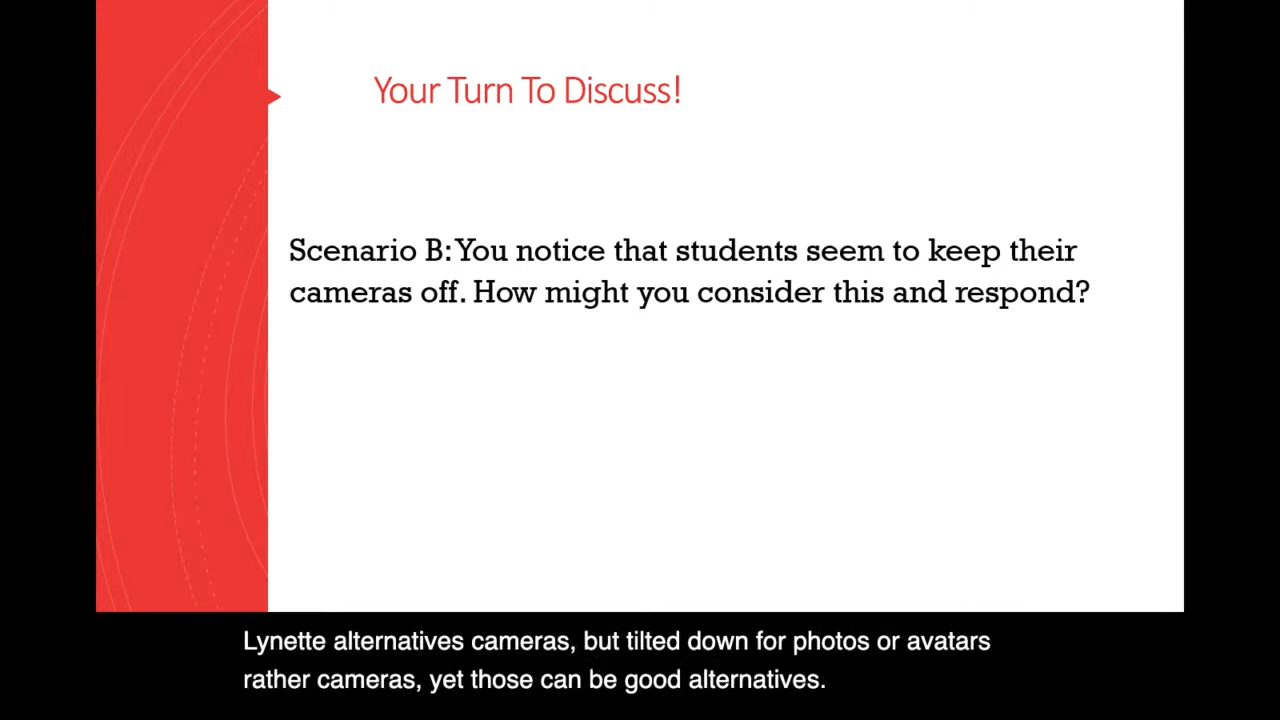 Your Turn To Discuss!
Scenario B: You notice that students seem to keep their
cameras off. How might you consider this and respond?
Lynette alternatives cameras, but tilted down for photos or avatars
rather cameras, yet those can be good alternatives.